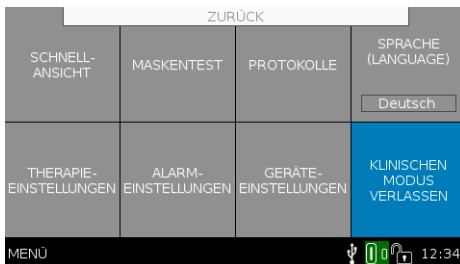 ZURÜCK
SCHNELL-
ANSICHT
MASKENTEST
PROTOKOLLE
SPRACHE
(LANGUAGE)
Deutsch
THERAPIE-
EINSTELLUNGEN
ALARM-
EINSTELLUNGEN
GERÄTE-
EINSTELLUNGEN
KLINISCHEN
MODUS
VERLASSEN
MENÜ
12:34